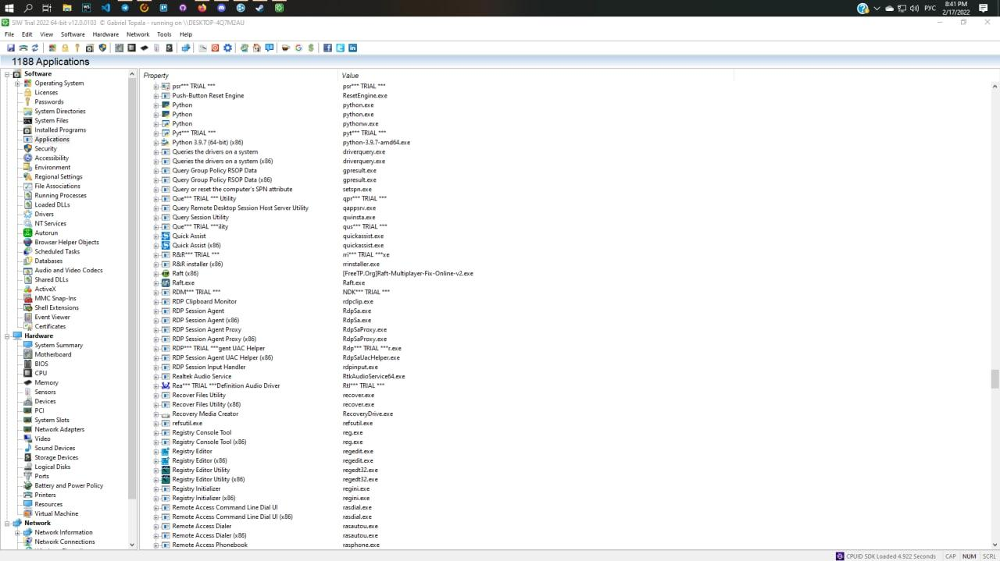 8:41 PM
РУС
2/17/2022
SIW Trial 2022 64-bit v12.0.0103 © Gabriel Topala - running on \\DESKTOP-4Q7M2AU
File Edit View Software Hardware Network Tools Help
1188 Applications
Software
Operating System
Licenses
Passwords
System Directories
System Files
Installed Programs
Applications
Security
Accessibility
Environment
Regional Settings
File Associations
Running Processes
Loaded DLLs
Drivers
NT Services
Autorun
Browser Helper Objects
Scheduled Tasks
Databases
Audio and Video Codecs
Shared DLLs
ActiveX
MMC Snap-Ins
Shell Extensions
Event Viewer
Certificates
Hardware
System Summary
Motherboard
BIOS
CPU
Memory
Sensors
Devices
PCI
System Slots
Network Adapters
Video
Sound Devices
Storage Devices
Logical Disks
Ports
Battery and Power Policy
Printers
Resources
Virtual Machine
Network
Network Information
Network Connections
Property Value
psr*** TRIAL *** psr*** TRIAL ***
Push-Button Reset Engine ResetEngine.exe
Python python.exe
Python python.exe
Python pythonw.exe
Pyt*** TRIAL *** pyt*** TRIAL ***
Python 3.9.7 (64-bit) (x86) python-3.9.7-amd64.exe
Queries the drivers on a system driverquery.exe
Queries the drivers on a system (x86) driverquery.exe
Query Group Policy RSOP Data gpresult.exe
Query Group Policy RSOP Data (x86) gpresult.exe
Query or reset the computer's SPN attribute setspn.exe
Que*** TRIAL *** Utility qpr*** TRIAL ***
Query Remote Desktop Session Host Server Utility qappsrv.exe
Query Session Utility qwinsta.exe
Que*** TRIAL ***ility qus*** TRIAL ***
Quick Assist quickassist.exe
Quick Assist (x86) quickassist.exe
R&R*** TRIAL *** rri*** TRIAL ***xe
R&R installer (x86) rrinstaller.exe
Raft (x86) [FreeTP.Org]Raft-Multiplayer-Fix-Online-v2.exe
Raft.exe Raft.exe
RDM*** TRIAL *** NDK*** TRIAL ***
RDP Clipboard Monitor rdpclip.exe
RDP Session Agent RdpSa.exe
RDP Session Agent (x86) RdpSa.exe
RDP Session Agent Proxy RdpSaProxy.exe
RDP Session Agent Proxy (x86) RdpSaProxy.exe
RDP*** TRIAL ***gent UAC Helper Rdp*** TRIAL ***r.exe
RDP Session Agent UAC Helper (x86) RdpSaUacHelper.exe
RDP Session Input Handler rdpinput.exe
Realtek Audio Service RtkAudioService64.exe
Rea*** TRIAL ***Definition Audio Driver Rtl*** TRIAL ***
Recover Files Utility recover.exe
Recover Files Utility (x86) recover.exe
Recovery Media Creator RecoveryDrive.exe
refsutil.exe refsutil.exe
Registry Console Tool reg.exe
Registry Console Tool (x86) reg.exe
Registry Editor regedit.exe
Registry Editor (x86) regedit.exe
Registry Editor Utility regedt32.exe
Registry Editor Utility (x86) regedt32.exe
Registry Initializer regini.exe
Registry Initializer (x86) regini.exe
Remote Access Command Line Dial UI rasdial.exe
Remote Access Command Line Dial UI (x86) rasdial.exe
Remote Access Dialer rasautou.exe
Remote Access Dialer (x86) rasautou.exe
Remote Access Phonebook rasphone.exe
CPUID SDK Loaded 4.922 Seconds CAP NUM SCRL